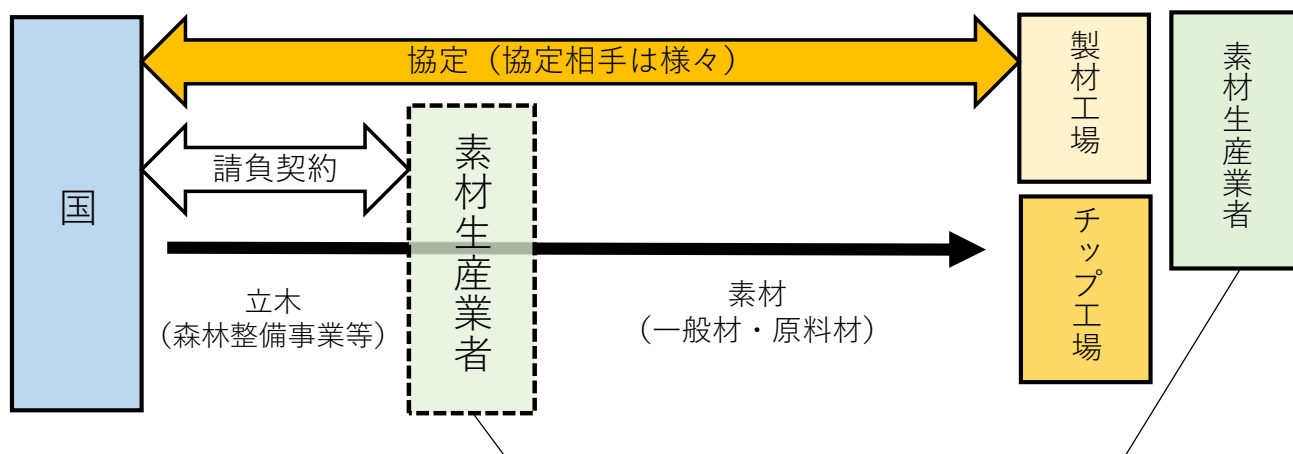 協定（協定相手は様々）
請負契約
国
素材生産業者
立木
（森林整備事業等）
素材
（一般材・原料材）
製材工場
チップ工場
素材生産業者